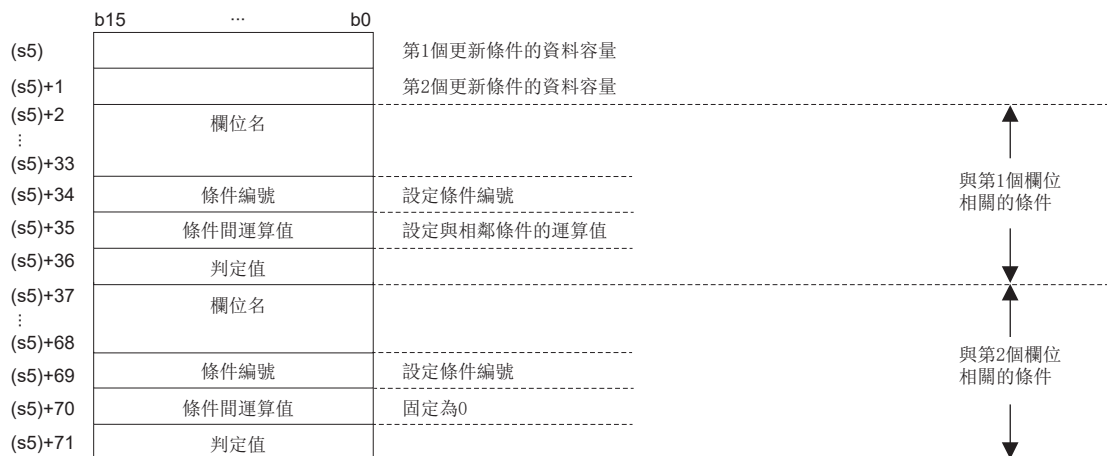 b15 ... b0
(s5) 第1個更新條件的資料容量
(s5)+1 第2個更新條件的資料容量
(s5)+2 欄位名
⋮
(s5)+33
(s5)+34 條件編號 設定條件編號
(s5)+35 條件間運算值 設定與相鄰條件的運算值
(s5)+36 判定值
與第1個欄位
相關的條件
(s5)+37 欄位名
⋮
(s5)+68
(s5)+69 條件編號 設定條件編號
(s5)+70 條件間運算值 固定為0
(s5)+71 判定值
與第2個欄位
相關的條件